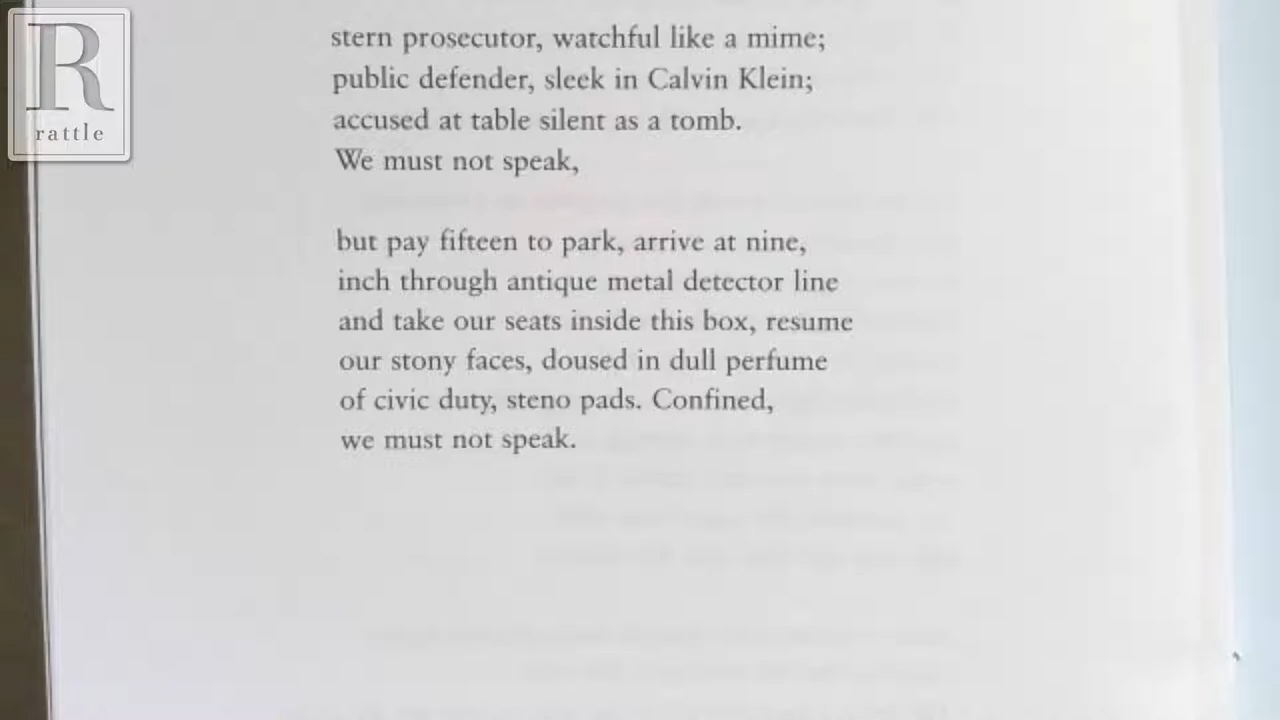 R
rattle
stern prosecutor, watchful like a mime;
public defender, sleek in Calvin Klein;
accused at table silent as a tomb.
We must not speak,
but pay fifteen to park, arrive at nine,
inch through antique metal detector line
and take our seats inside this box, resume
our stony faces, doused in dull perfume
of civic duty, steno pads. Confined,
we must not speak.